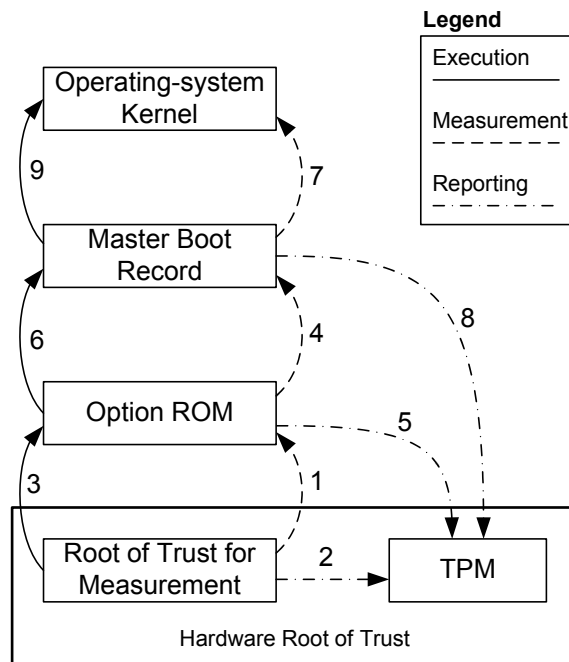 Legend
Execution
Measurement
Reporting
Operating-system
Kernel
9
7
Master Boot
Record
8
6
4
Option ROM
5
3
1
Root of Trust for
Measurement
2
TPM
Hardware Root of Trust